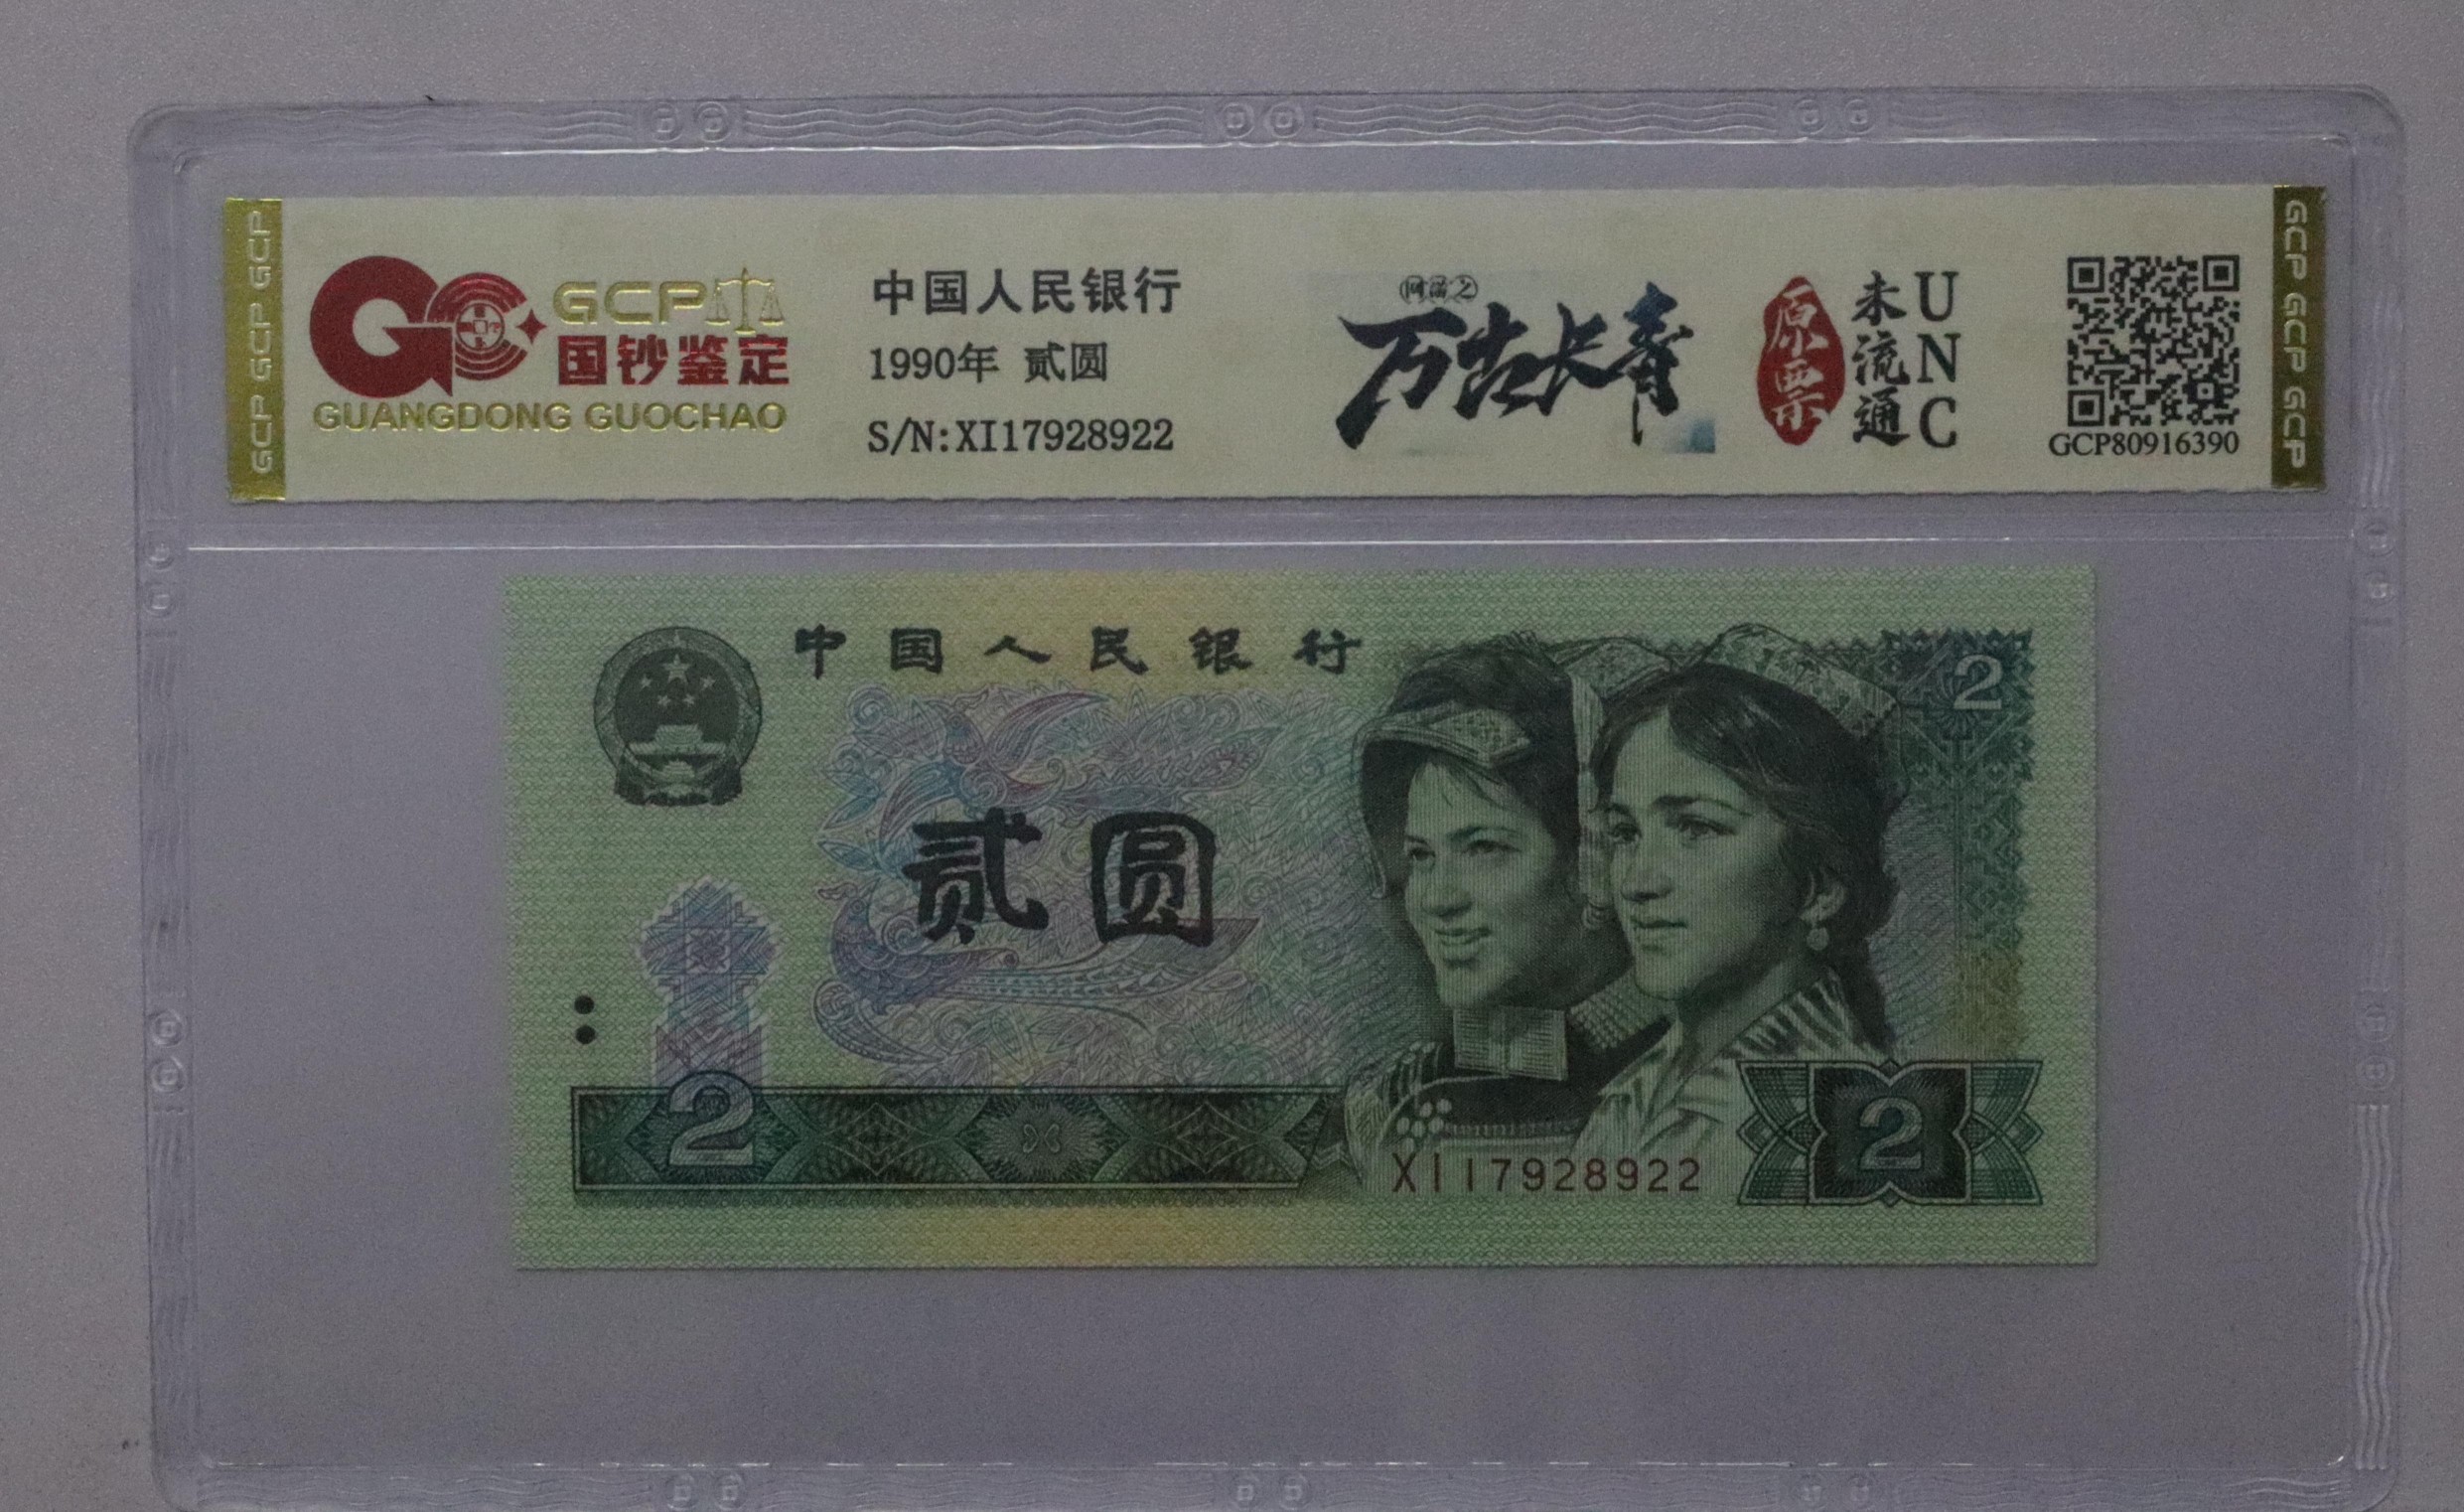 GCP GCP GCP
GCP
国钞鉴定
GUANGDONG GUOCHAO
中国人民银行
1990年 贰圆
S/N:XI17928922
万古长青
原票
未流通
UNC
GCP80916390
GCP GCP GCP
中国人民银行
2
贰圆
2
XI17928922
2